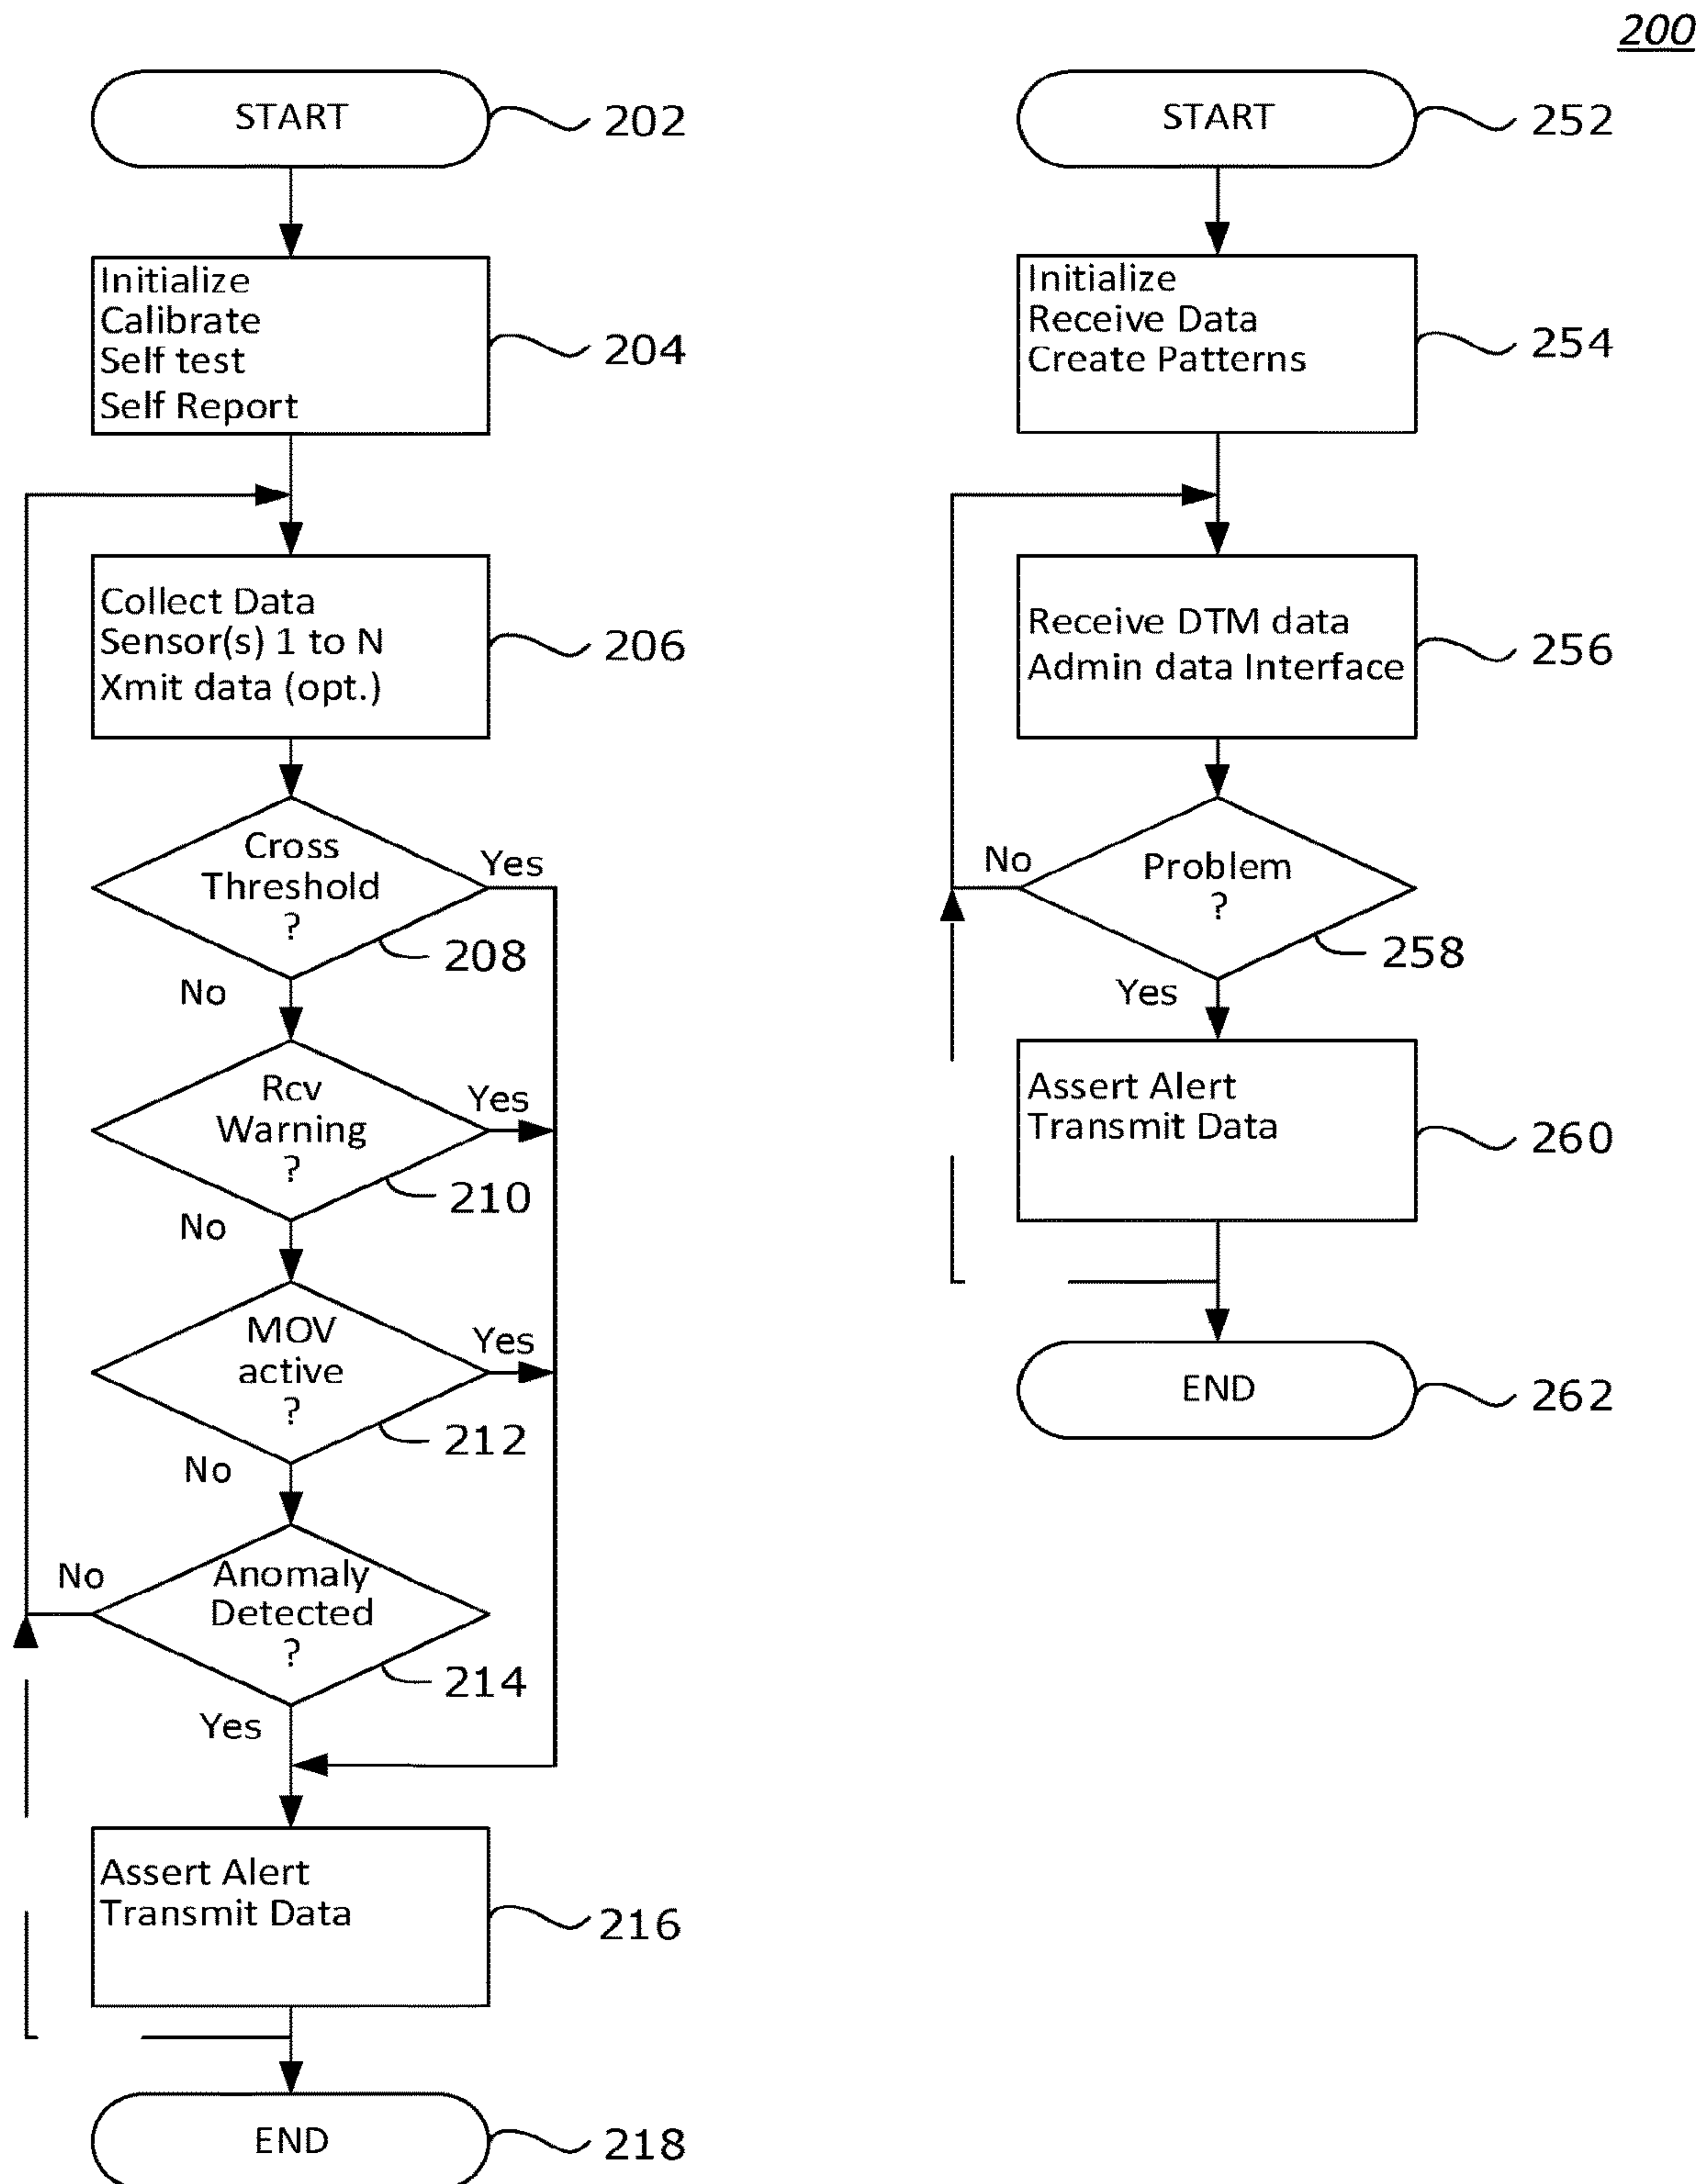 200
START
202
Initialize
Calibrate
Self test
Self Report
204
Collect Data
Sensor(s) 1 to N
Xmit data (opt.)
206
Cross
Threshold
?
Yes
208
No
Rcv
Warning
?
Yes
210
No
MOV
active
?
Yes
212
No
Anomaly
Detected
?
No
214
Yes
Assert Alert
Transmit Data
216
END
218
START
252
Initialize
Receive Data
Create Patterns
254
Receive DTM data
Admin data Interface
256
No
Problem
?
258
Yes
Assert Alert
Transmit Data
260
END
262